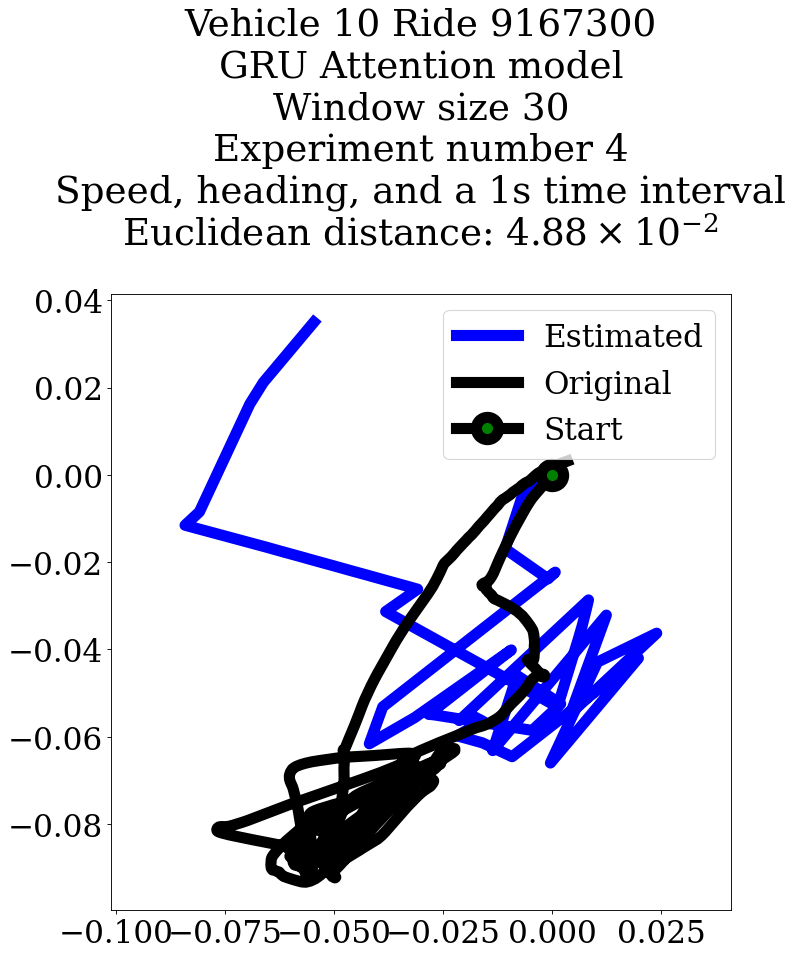 Vehicle 10 Ride 9167300
GRU Attention model
Window size 30
Experiment number 4
Speed, heading, and a 1s time interval
Euclidean distance: 4.88 × 10⁻²
Estimated
Original
Start
0.04
0.02
0.00
−0.02
−0.04
−0.06
−0.08
−0.100 −0.075 −0.050 −0.025 0.000 0.025